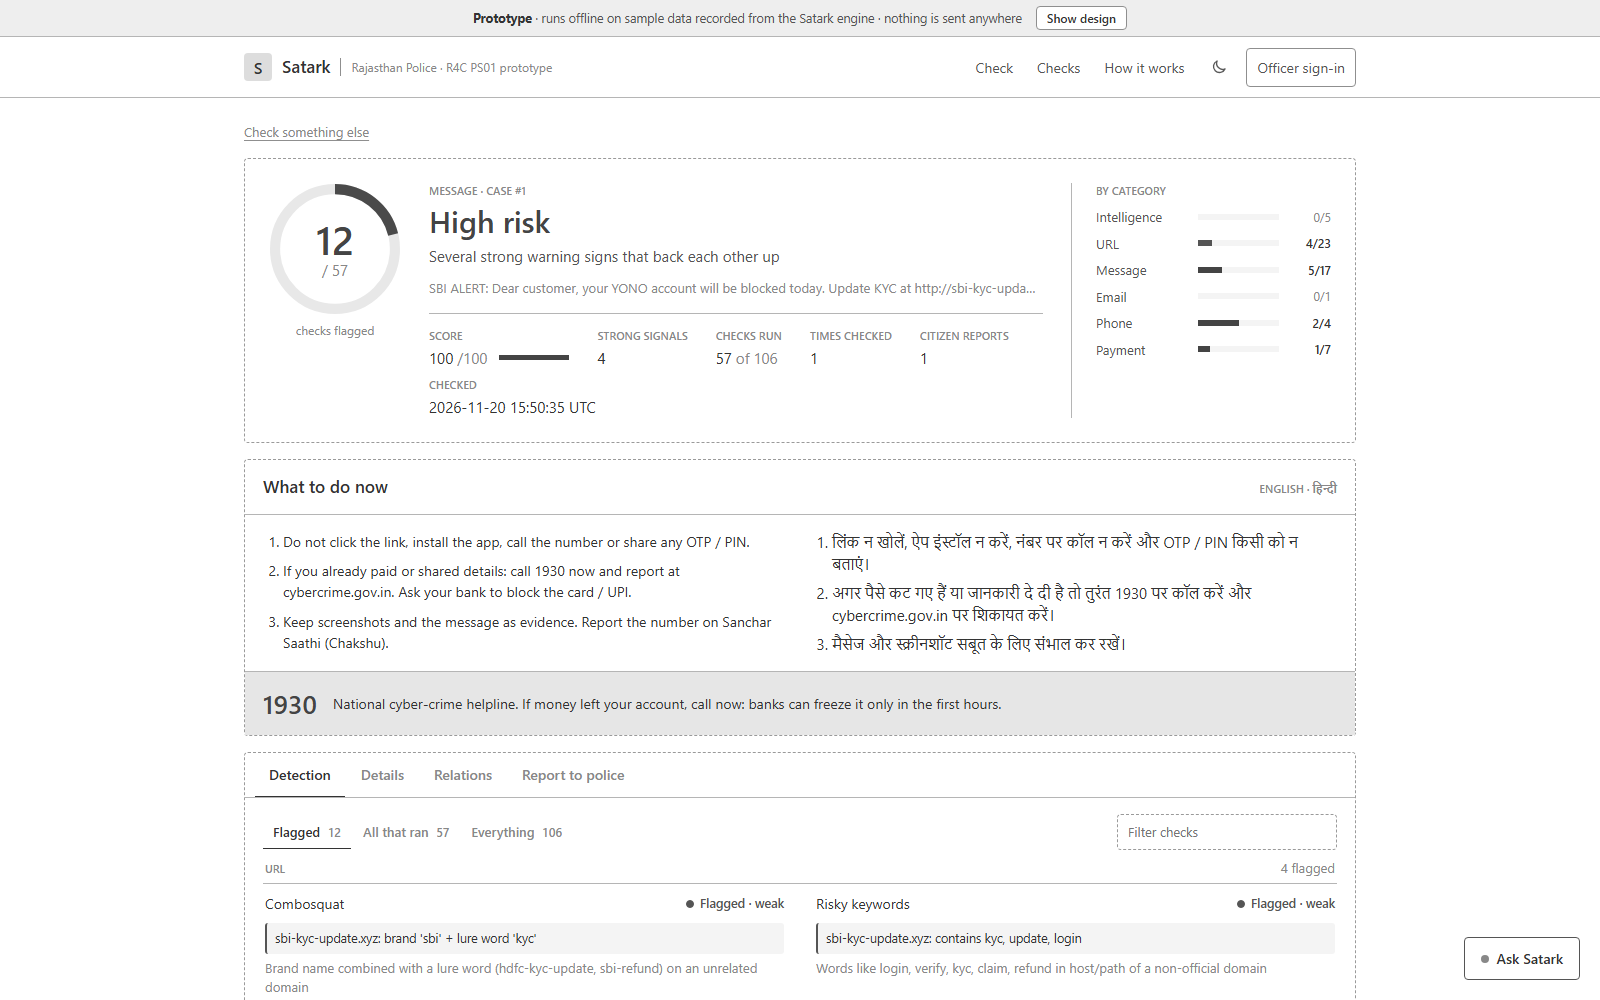 Prototype · runs offline on sample data recorded from the Satark engine · nothing is sent anywhere
Show design
S
Satark
Rajasthan Police · R4C PS01 prototype
Check
Checks
How it works
Officer sign-in
Check something else
12
/ 57
checks flagged
MESSAGE · CASE #1
High risk
Several strong warning signs that back each other up
SBI ALERT: Dear customer, your YONO account will be blocked today. Update KYC at http://sbi-kyc-upda...
SCORE
100 /100
STRONG SIGNALS
4
CHECKS RUN
57 of 106
TIMES CHECKED
1
CITIZEN REPORTS
1
CHECKED
2026-11-20 15:50:35 UTC
BY CATEGORY
Intelligence 0/5
URL 4/23
Message 5/17
Email 0/1
Phone 2/4
Payment 1/7
What to do now
ENGLISH · हिन्दी
1. Do not click the link, install the app, call the number or share any OTP / PIN.
2. If you already paid or shared details: call 1930 now and report at
cybercrime.gov.in. Ask your bank to block the card / UPI.
3. Keep screenshots and the message as evidence. Report the number on Sanchar
Saathi (Chakshu).
1. लिंक न खोलें, ऐप इंस्टॉल न करें, नंबर पर कॉल न करें और OTP / PIN किसी को न
बताएं।
2. अगर पैसे कट गए हैं या जानकारी दे दी है तो तुरंत 1930 पर कॉल करें और
cybercrime.gov.in पर शिकायत करें।
3. मैसेज और स्क्रीनशॉट सबूत के लिए संभाल कर रखें।
1930
National cyber-crime helpline. If money left your account, call now: banks can freeze it only in the first hours.
Detection
Details
Relations
Report to police
Flagged 12
All that ran 57
Everything 106
Filter checks
URL
4 flagged
Combosquat
Flagged · weak
sbi-kyc-update.xyz: brand 'sbi' + lure word 'kyc'
Brand name combined with a lure word (hdfc-kyc-update, sbi-refund) on an unrelated
domain
Risky keywords
Flagged · weak
sbi-kyc-update.xyz: contains kyc, update, login
Words like login, verify, kyc, claim, refund in host/path of a non-official domain
Ask Satark